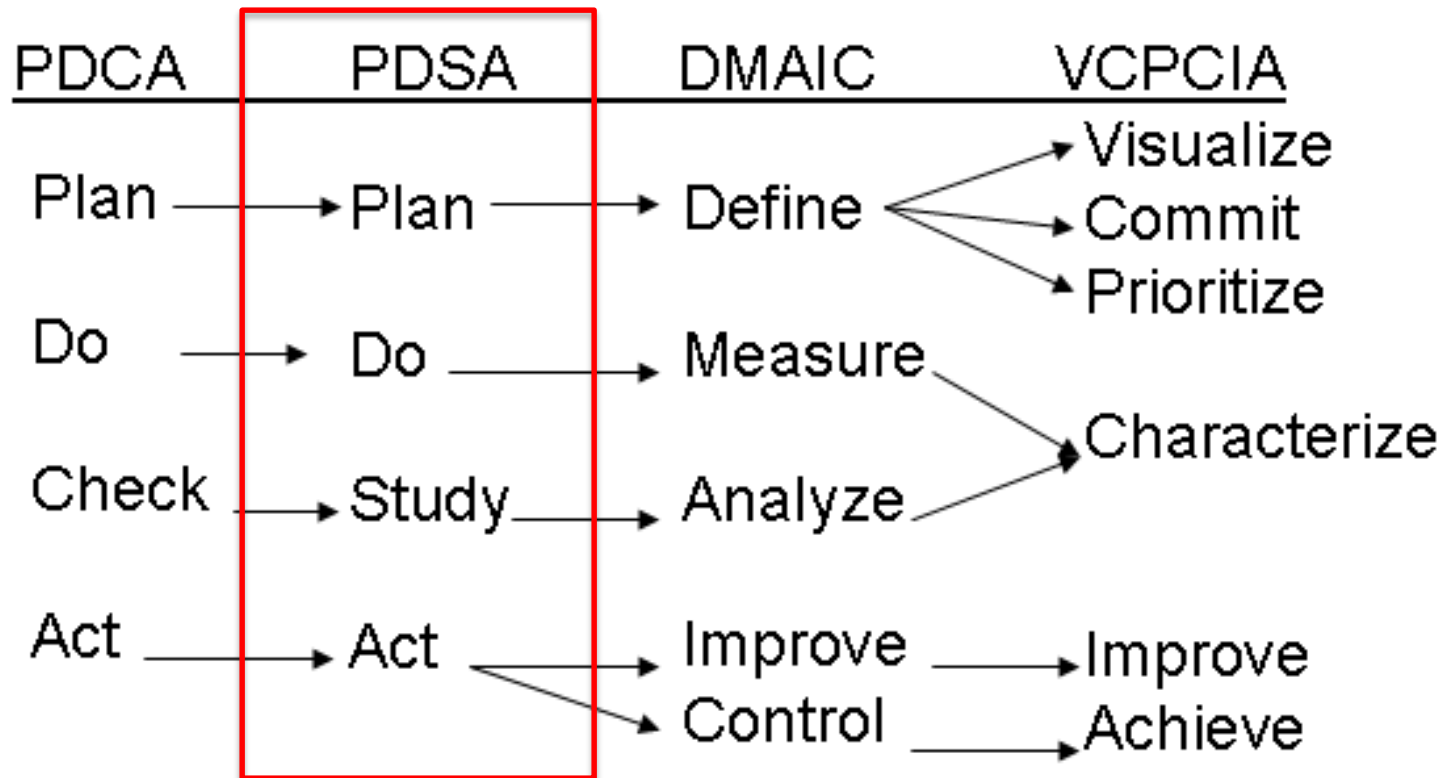 PDCA PDSA DMAIC VCPCIA
Visualize
Plan Plan Define Commit
Prioritize
Do Do Measure
Characterize
Check Study Analyze
Act Act Improve Improve
Control Achieve